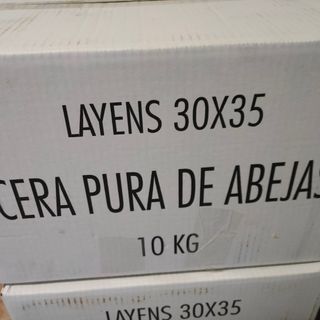 LAYENS 30X35
CERA PURA DE ABEJAS
10 KG
LAYENS 30X35